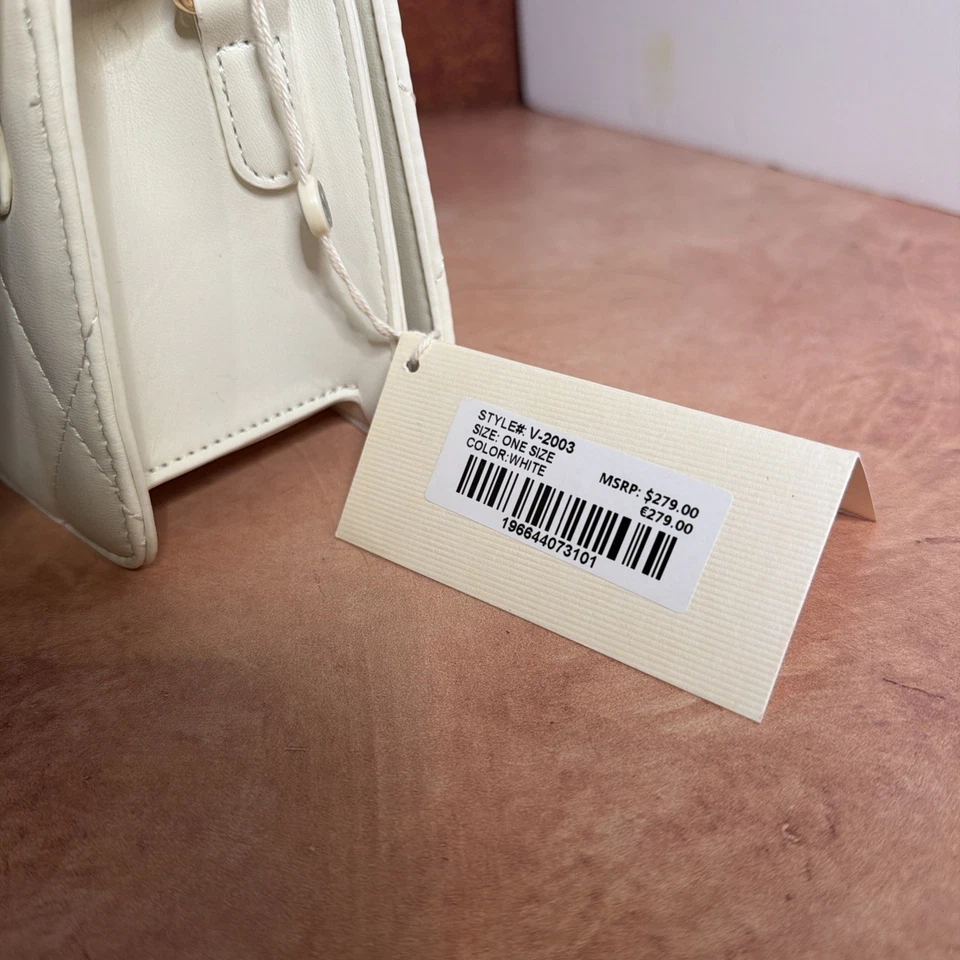 STYLE#: V-2003
SIZE: ONE SIZE
COLOR:WHITE
MSRP: $279.00
€279.00
196644073101